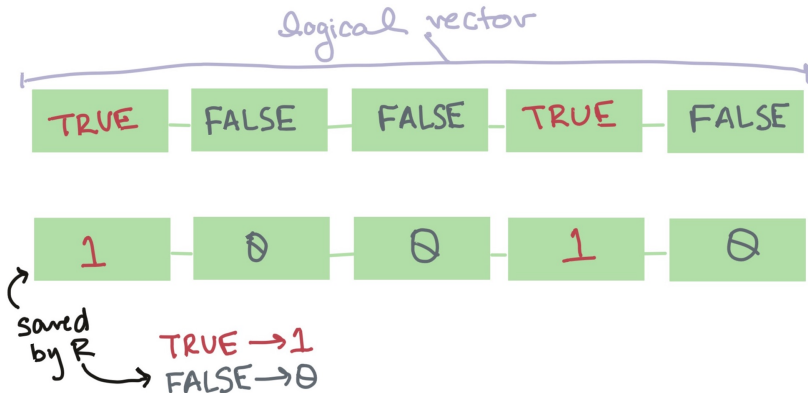 logical vector
TRUE FALSE FALSE TRUE FALSE
1 0 0 1 0
saved
by R
TRUE → 1
FALSE → 0